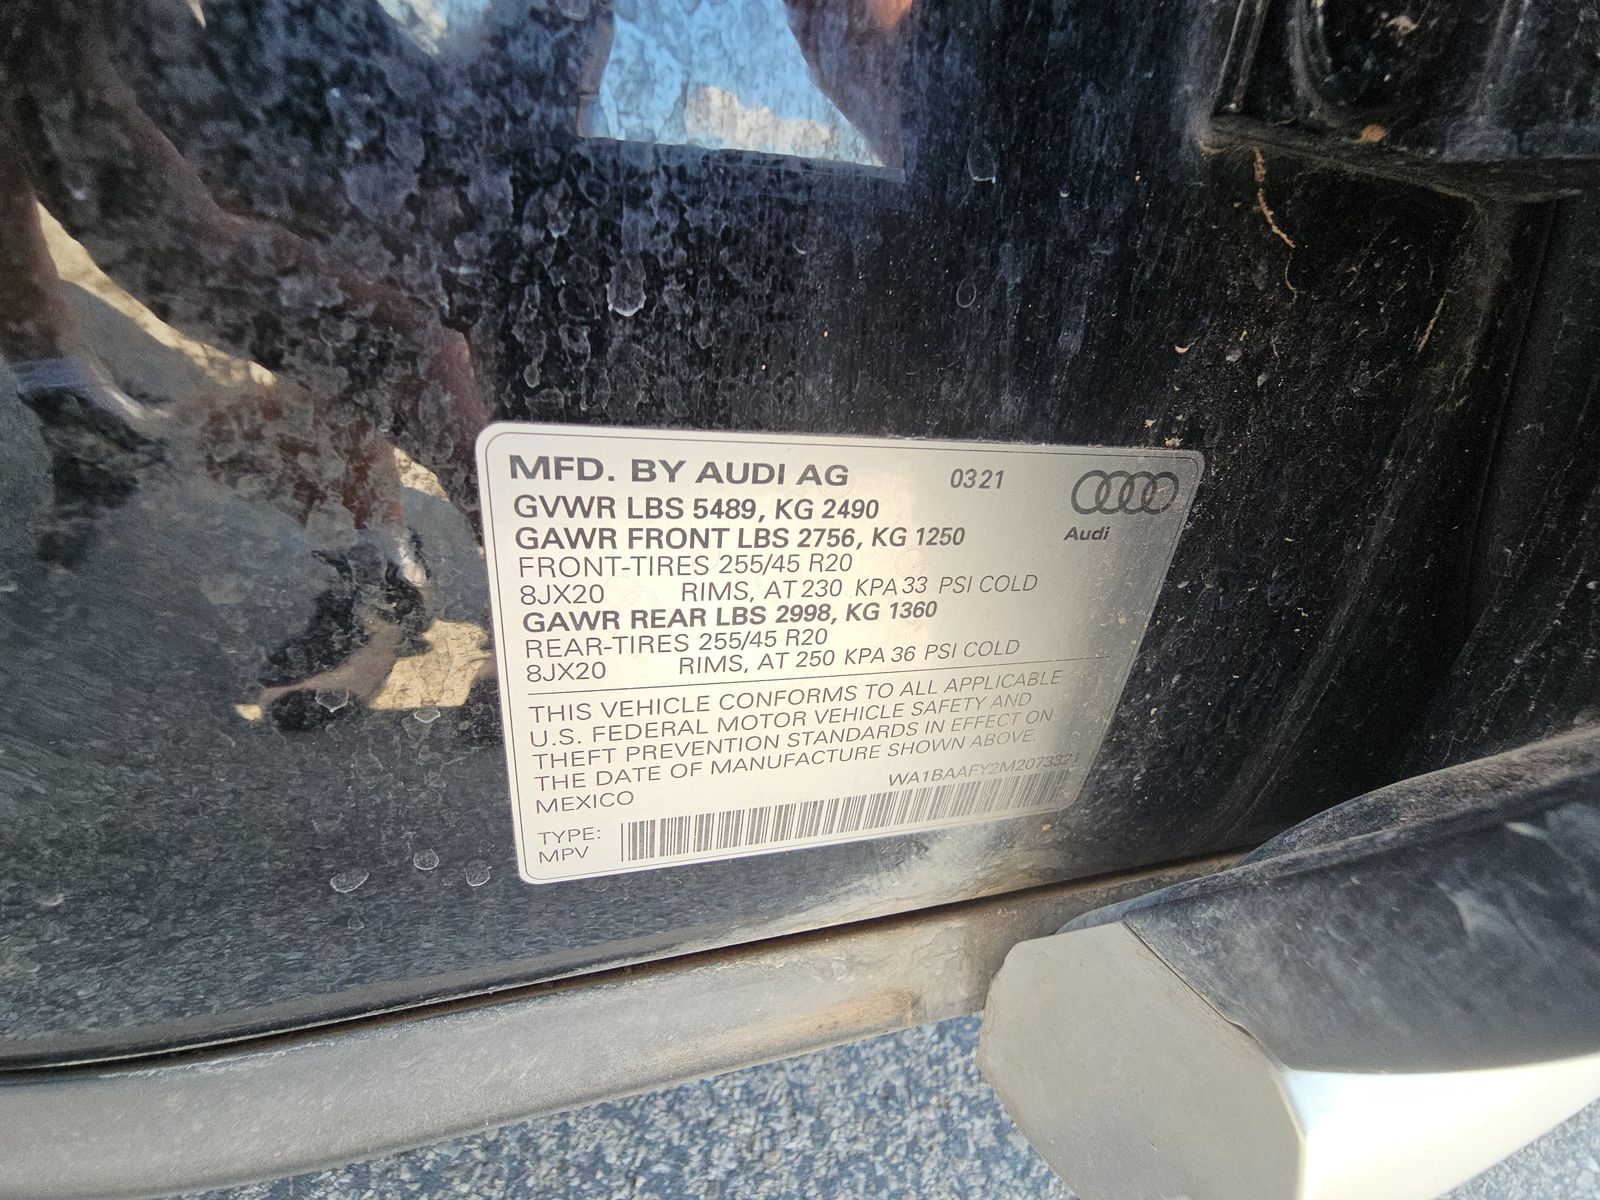 MFD. BY AUDI AG 0321
GVWR LBS 5489, KG 2490
GAWR FRONT LBS 2756, KG 1250
Audi
FRONT-TIRES 255/45 R20
8JX20 RIMS, AT 230 KPA 33 PSI COLD
GAWR REAR LBS 2998, KG 1360
REAR-TIRES 255/45 R20
8JX20 RIMS, AT 250 KPA 36 PSI COLD
THIS VEHICLE CONFORMS TO ALL APPLICABLE
U.S. FEDERAL MOTOR VEHICLE SAFETY AND
THEFT PREVENTION STANDARDS IN EFFECT ON
THE DATE OF MANUFACTURE SHOWN ABOVE.
MEXICO WA1BAAFY2M2073321
TYPE:
MPV